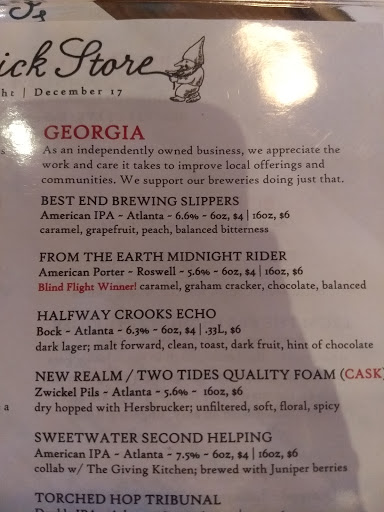 ick Store
ht | December 17
GEORGIA
As an independently owned business, we appreciate the
work and care it takes to improve local offerings and
communities. We support our breweries doing just that.
BEST END BREWING SLIPPERS
American IPA ~ Atlanta ~ 6.6% ~ 6oz, $4 | 16oz, $6
caramel, grapefruit, peach, balanced bitterness
FROM THE EARTH MIDNIGHT RIDER
American Porter ~ Roswell ~ 5.6% ~ 6oz, $4 | 16oz, $6
Blind Flight Winner! caramel, graham cracker, chocolate, balanced
HALFWAY CROOKS ECHO
Bock ~ Atlanta ~ 6.3% ~ 6oz, $4 | .33L, $6
dark lager; malt forward, clean, toast, dark fruit, hint of chocolate
NEW REALM / TWO TIDES QUALITY FOAM (CASK)
Zwickel Pils ~ Atlanta ~ 5.6% ~ 16oz, $6
a dry hopped with Hersbrucker; unfiltered, soft, floral, spicy
SWEETWATER SECOND HELPING
American IPA ~ Atlanta ~ 7.5% ~ 6oz, $4 | 16oz, $6
collab w/ The Giving Kitchen; brewed with Juniper berries
TORCHED HOP TRIBUNAL